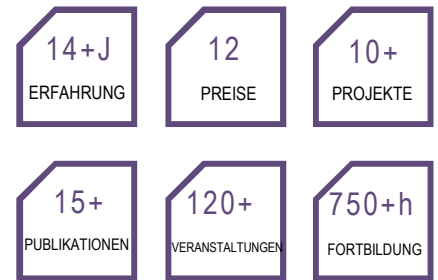 14+J
ERFAHRUNG
12
PREISE
10+
PROJEKTE
15+
PUBLIKATIONEN
120+
VERANSTALTUNGEN
750+h
FORTBILDUNG